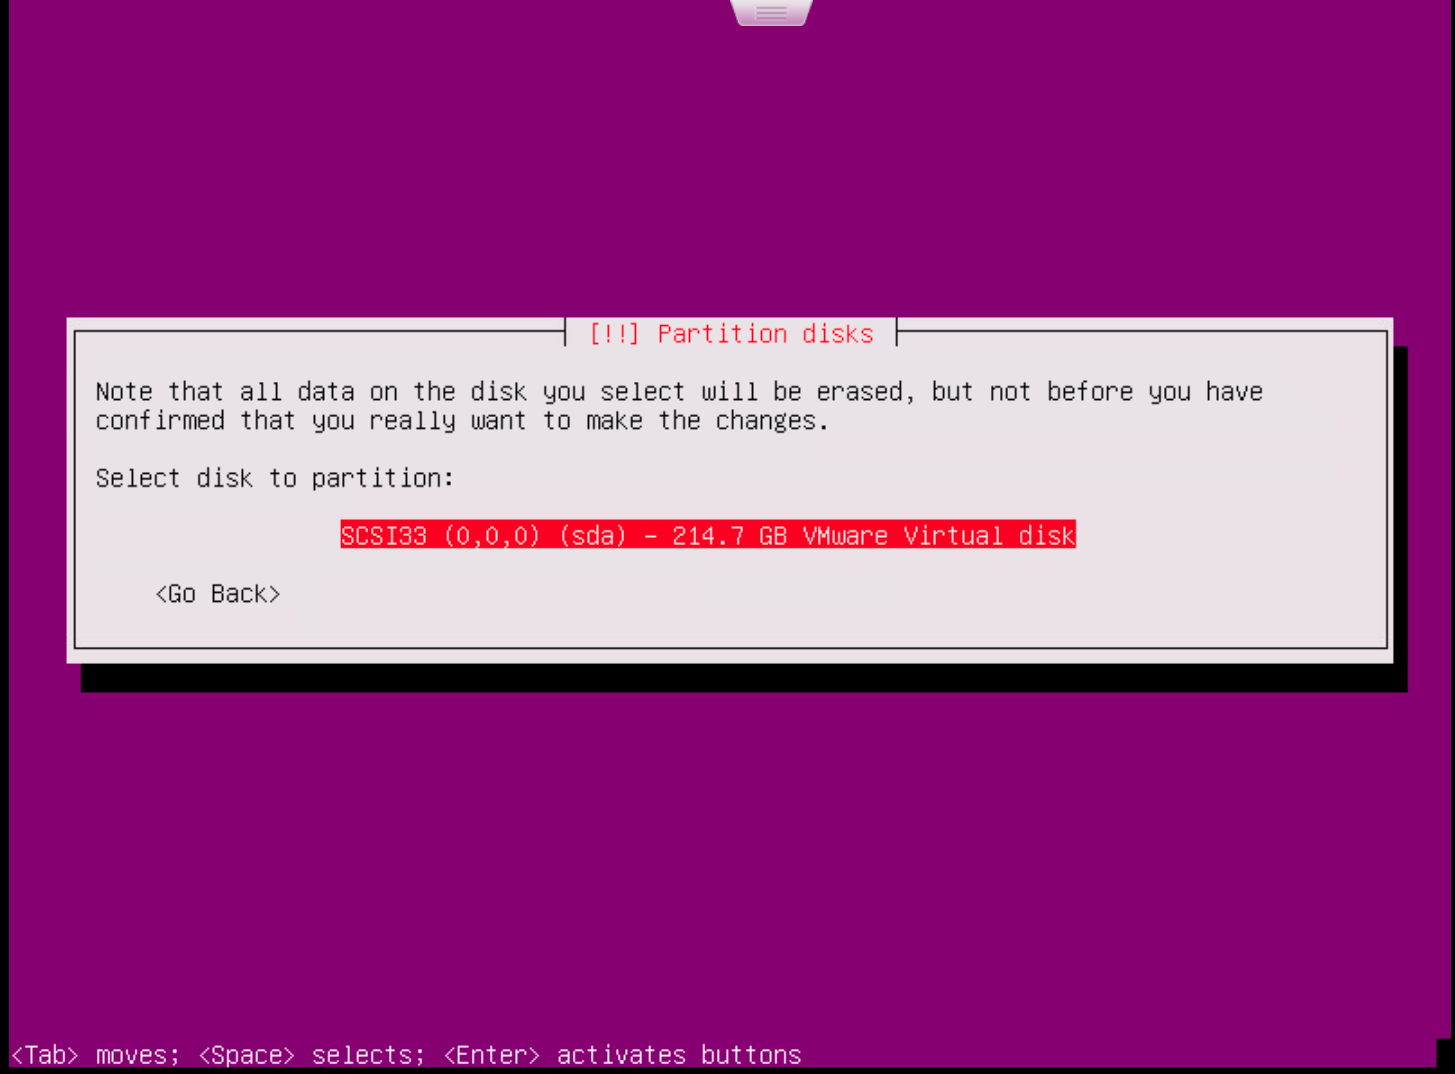 [!!] Partition disks
Note that all data on the disk you select will be erased, but not before you have
confirmed that you really want to make the changes.
Select disk to partition:
SCSI33 (0,0,0) (sda) - 214.7 GB VMware Virtual disk
<Go Back>
<Tab> moves; <Space> selects; <Enter> activates buttons